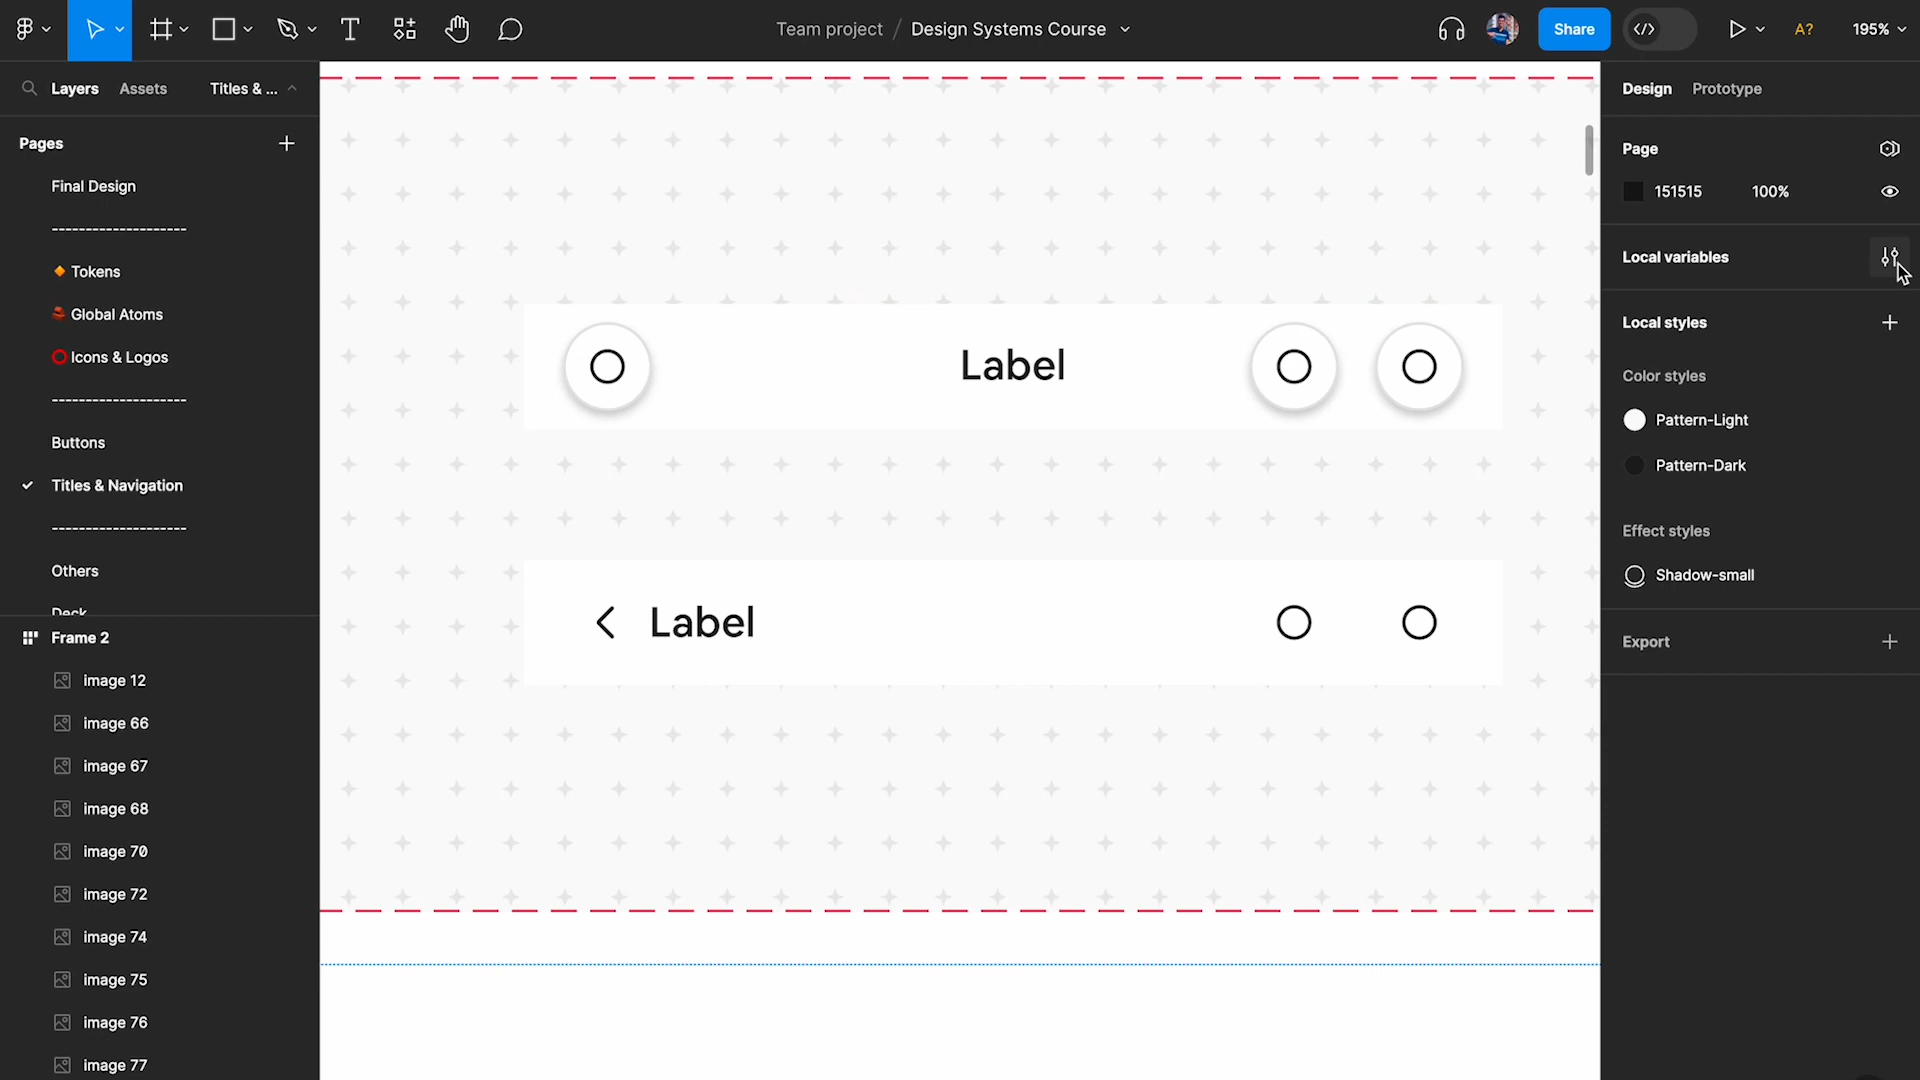 Team project / Design Systems Course
Share
A?
195%
Layers
Assets
Titles & ...
Pages
Final Design
--------------------
Tokens
Global Atoms
Icons & Logos
--------------------
Buttons
Titles & Navigation
--------------------
Others
Deck
Frame 2
image 12
image 66
image 67
image 68
image 70
image 72
image 74
image 75
image 76
image 77
Label
Label
Design
Prototype
Page
151515
100%
Local variables
Local styles
Color styles
Pattern-Light
Pattern-Dark
Effect styles
Shadow-small
Export